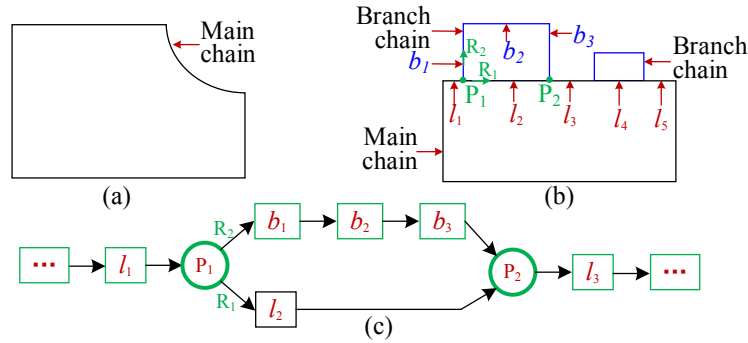 Main
chain
(a)
Branch
chain
b1
R2
b2
b3
R1
P1
P2
Branch
chain
l1
l2
l3
l4
l5
Main
chain
(b)
...
l1
P1
R2
b1
b2
b3
R1
l2
P2
l3
...
(c)